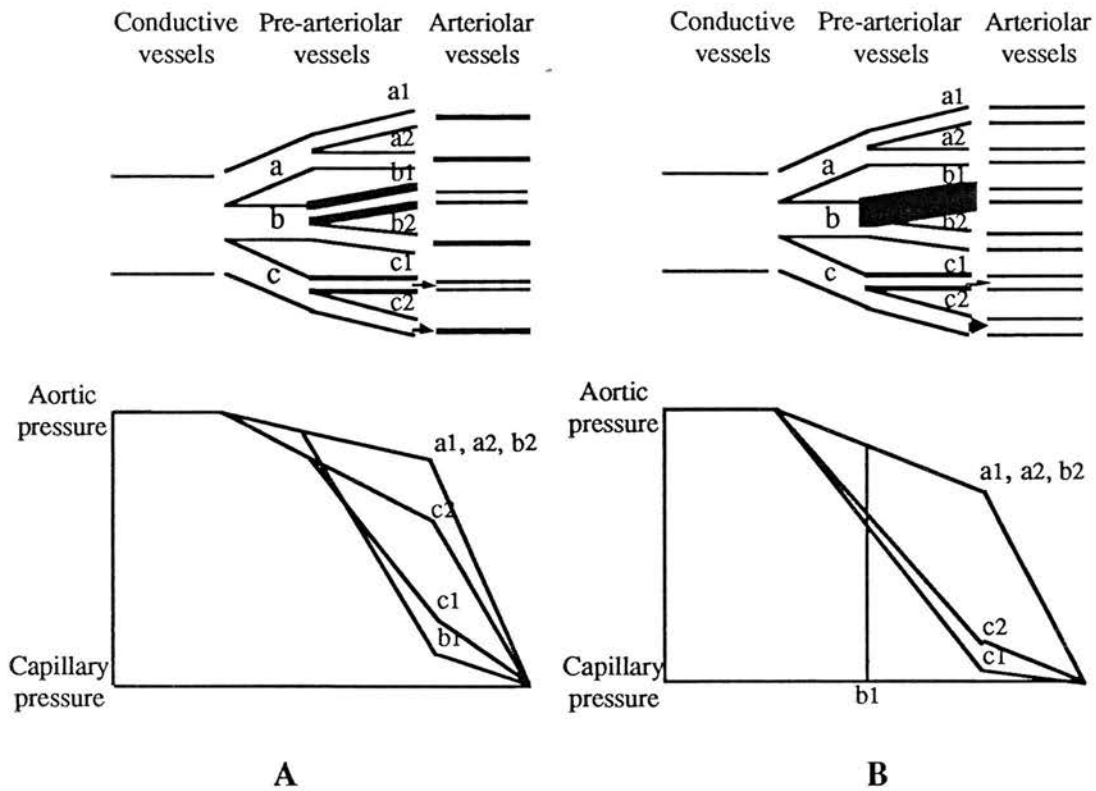 Conductive
vessels
Pre-arteriolar
vessels
Arteriolar
vessels
a1
a2
a
b1
b
b2
c1
c
c2
Aortic
pressure
a1, a2, b2
c2
c1
b1
Capillary
pressure
A
Conductive
vessels
Pre-arteriolar
vessels
Arteriolar
vessels
a1
a2
a
b1
b
b2
c1
c
c2
Aortic
pressure
a1, a2, b2
c2
c1
Capillary
pressure
b1
B